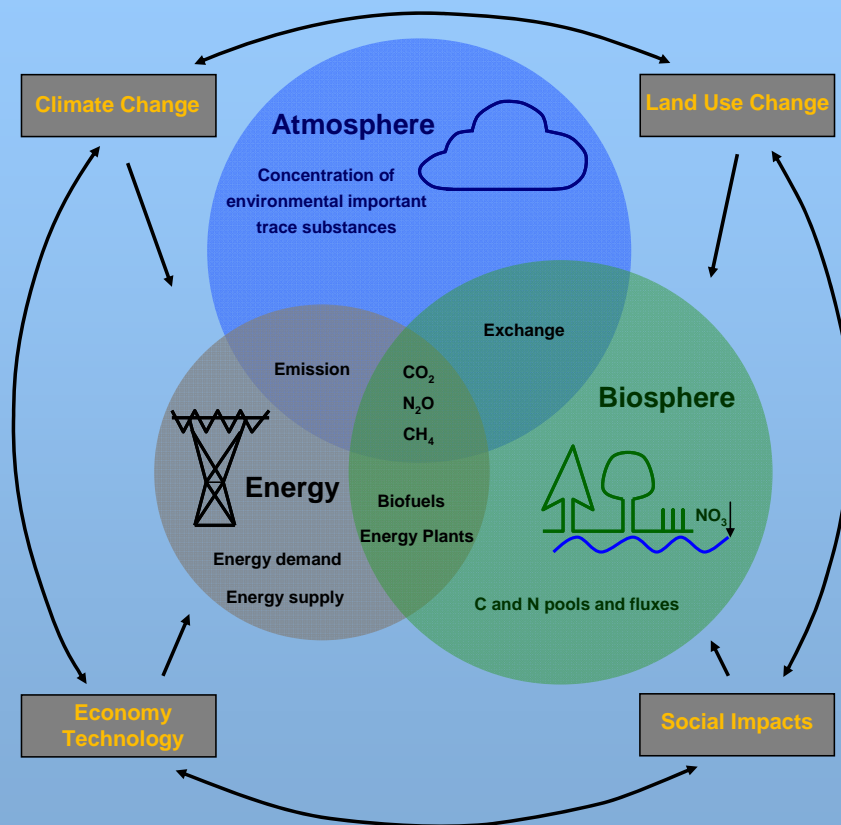 Climate Change
Land Use Change
Atmosphere
Concentration of
environmental important
trace substances
Exchange
Emission
CO₂
N₂O
CH₄
Biosphere
Energy
Biofuels
Energy Plants
NO₃
Energy demand
Energy supply
C and N pools and fluxes
Economy
Technology
Social Impacts